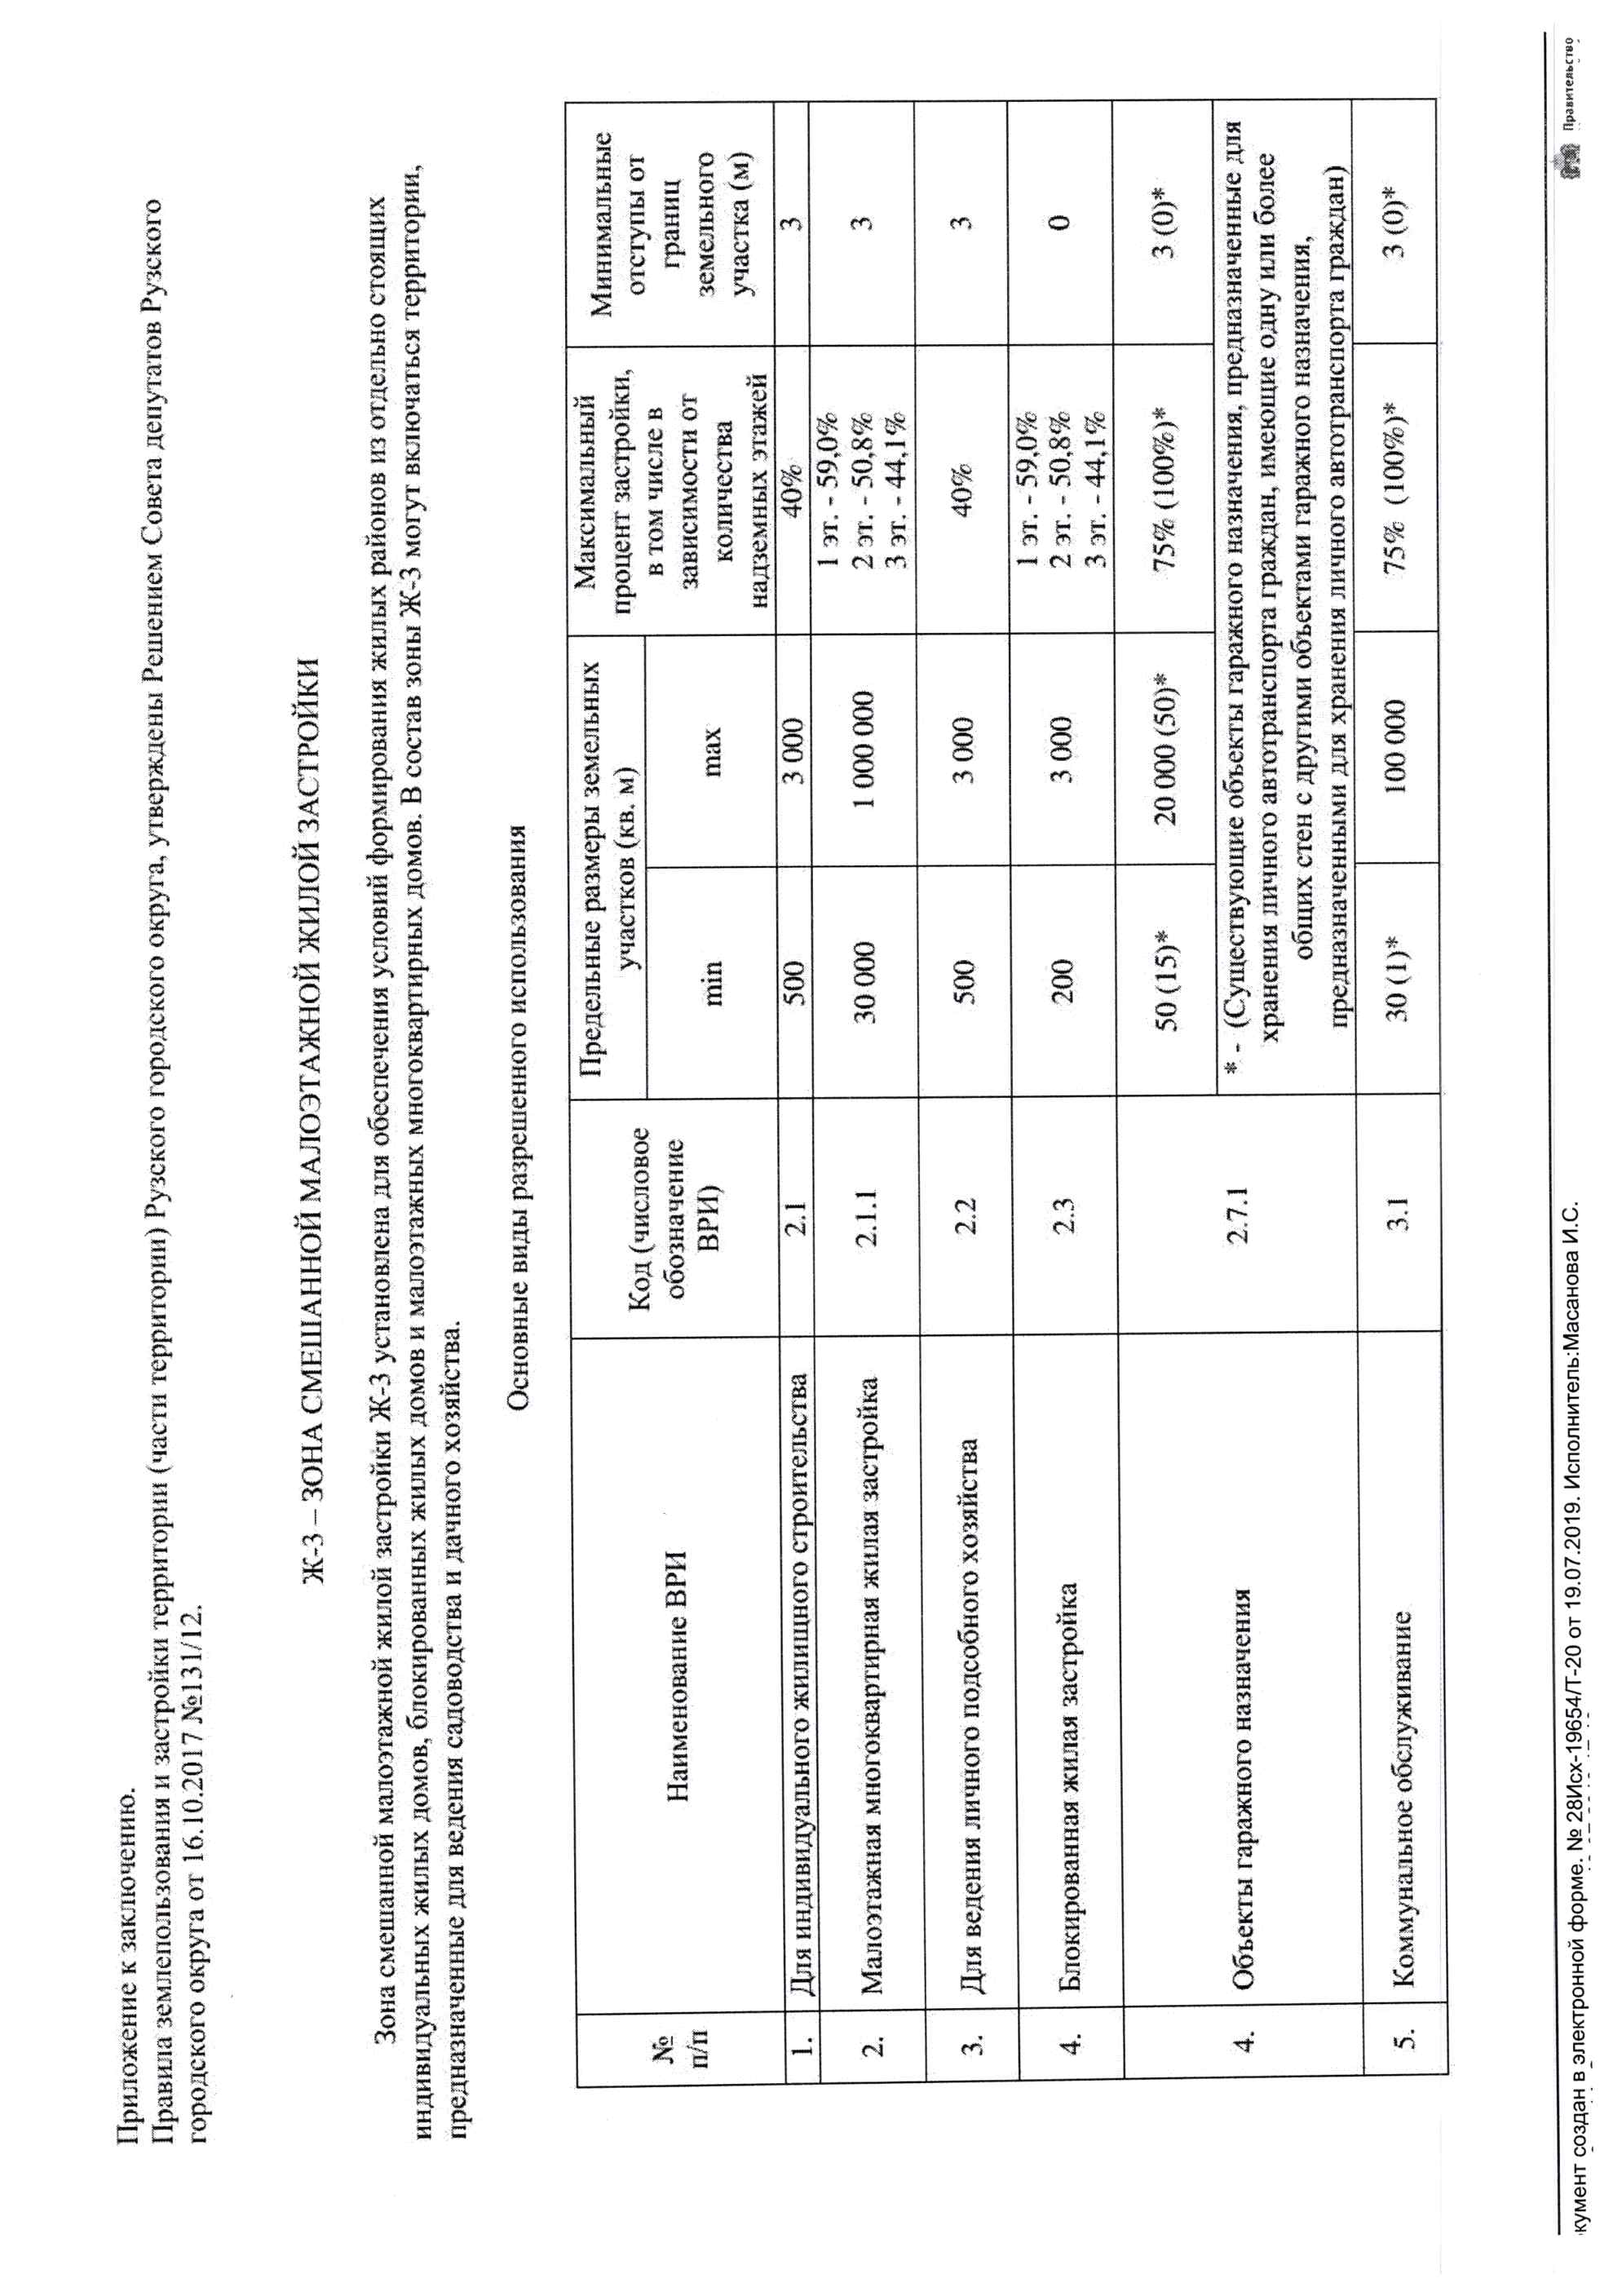 Приложение к заключению.
Правила землепользования и застройки территории (части территории) Рузского городского округа, утверждены Решением Совета депутатов Рузского
городского округа от 16.10.2017 №131/12.
Ж-3 – ЗОНА СМЕШАННОЙ МАЛОЭТАЖНОЙ ЖИЛОЙ ЗАСТРОЙКИ
Зона смешанной малоэтажной жилой застройки Ж-3 установлена для обеспечения условий формирования жилых районов из отдельно стоящих
индивидуальных жилых домов, блокированных жилых домов и малоэтажных многоквартирных домов. В состав зоны Ж-3 могут включаться территории,
предназначенные для ведения садоводства и дачного хозяйства.
Основные виды разрешенного использования
№
п/п
Наименование ВРИ
Код (числовое
обозначение
ВРИ)
Предельные размеры земельных
участков (кв. м)
min
max
Максимальный
процент застройки,
в том числе в
зависимости от
количества
надземных этажей
Минимальные
отступы от
границ
земельного
участка (м)
1. Для индивидуального жилищного строительства 2.1 500 3 000 40% 3
2. Малоэтажная многоквартирная жилая застройка 2.1.1 30 000 1 000 000
1 эт. - 59,0%
2 эт. - 50,8%
3 эт. - 44,1%
3
3. Для ведения личного подсобного хозяйства 2.2 500 3 000 40% 3
4. Блокированная жилая застройка 2.3 200 3 000
1 эт. - 59,0%
2 эт. - 50,8%
3 эт. - 44,1%
0
4. Объекты гаражного назначения 2.7.1 50 (15)* 20 000 (50)* 75% (100%)* 3 (0)*
* - (Существующие объекты гаражного назначения, предназначенные для
хранения личного автотранспорта граждан, имеющие одну или более
общих стен с другими объектами гаражного назначения,
предназначенными для хранения личного автотранспорта граждан)
5. Коммунальное обслуживание 3.1 30 (1)* 100 000 75% (100%)* 3 (0)*
кумент создан в электронной форме. № 28Исх-19654/Т-20 от 19.07.2019. Исполнитель:Масанова И.С.
Правительство